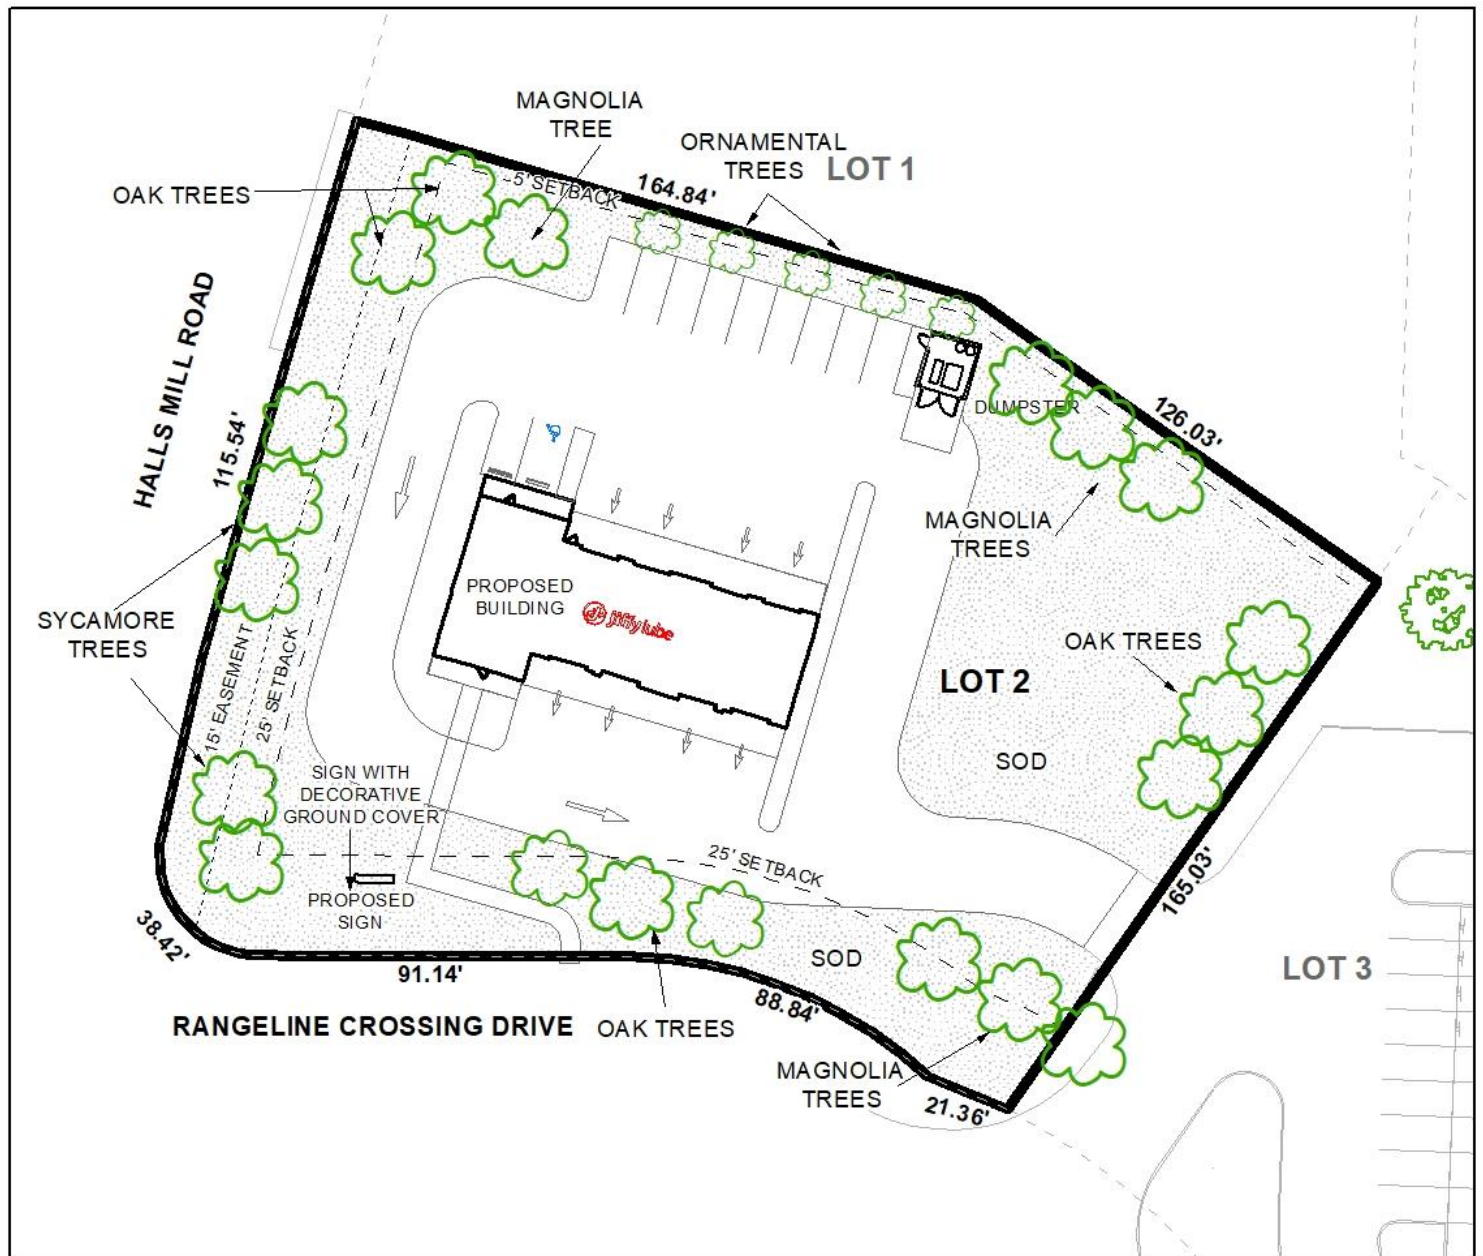 MAGNOLIA
TREE
ORNAMENTAL
TREES
LOT 1
OAK TREES
5' SETBACK
164.84'
HALLS MILL ROAD
115.54'
DUMPSTER
126.03'
MAGNOLIA
TREES
PROPOSED
BUILDING
jiffylube
SYCAMORE
TREES
OAK TREES
LOT 2
15' EASEMENT
25' SETBACK
SOD
SIGN WITH
DECORATIVE
GROUND COVER
25' SETBACK
165.03'
PROPOSED
SIGN
38.42'
91.14'
SOD
LOT 3
88.84'
RANGELINE CROSSING DRIVE
OAK TREES
MAGNOLIA
TREES
21.36'